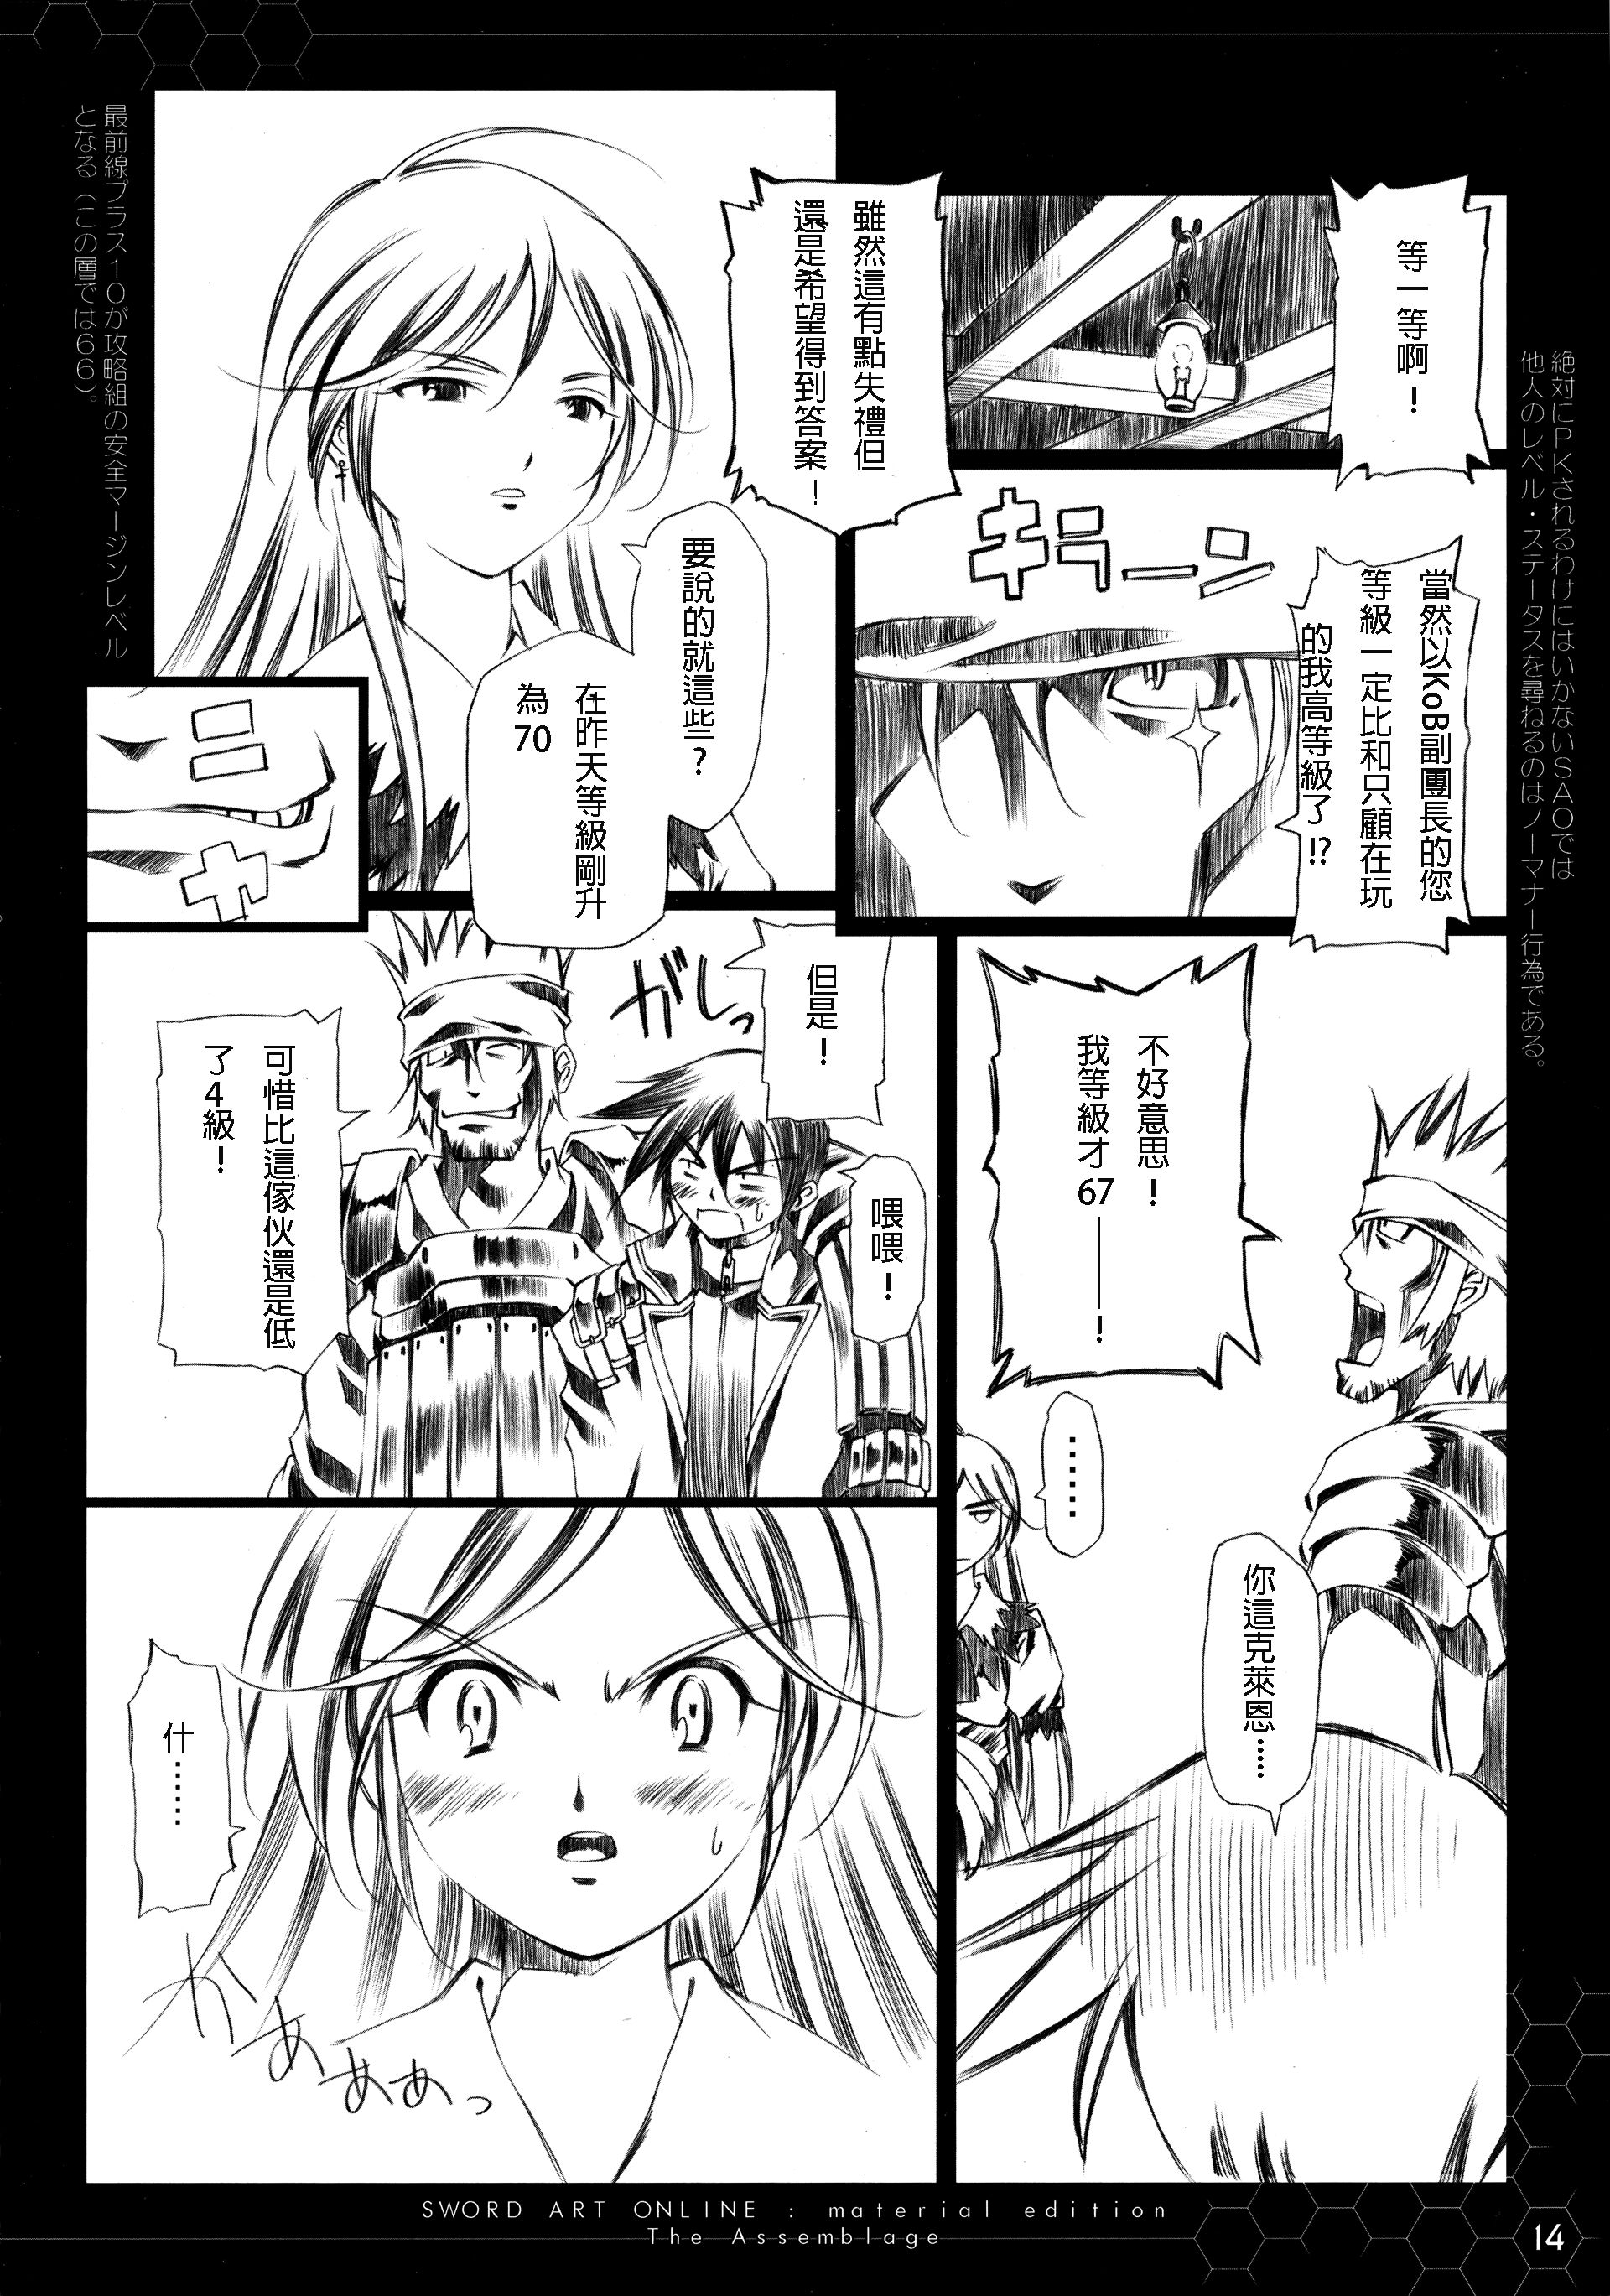 絶対にPKされるわけにはいかないSAOでは
他人のレベル・ステータスを尋ねるのはノーマナー行為である。
等一等啊！
雖然這有點失禮但
還是希望得到答案！
キラーン
當然以KoB副團長的您
等級一定比和只顧在玩
的我高等級了!?
要說的就這些？
在昨天等級剛升
為70
ニヤ
最前線プラス10が攻略組の安全マージンレベル
となる（この層では66）。
不好意思！
我等級才67——！
……
你這克萊恩……
但是！
がしっ
喂喂！
可惜比這傢伙還是低
了4級！
什……
かあああっ
SWORD ART ONLINE : material edition
The Assemblage
14